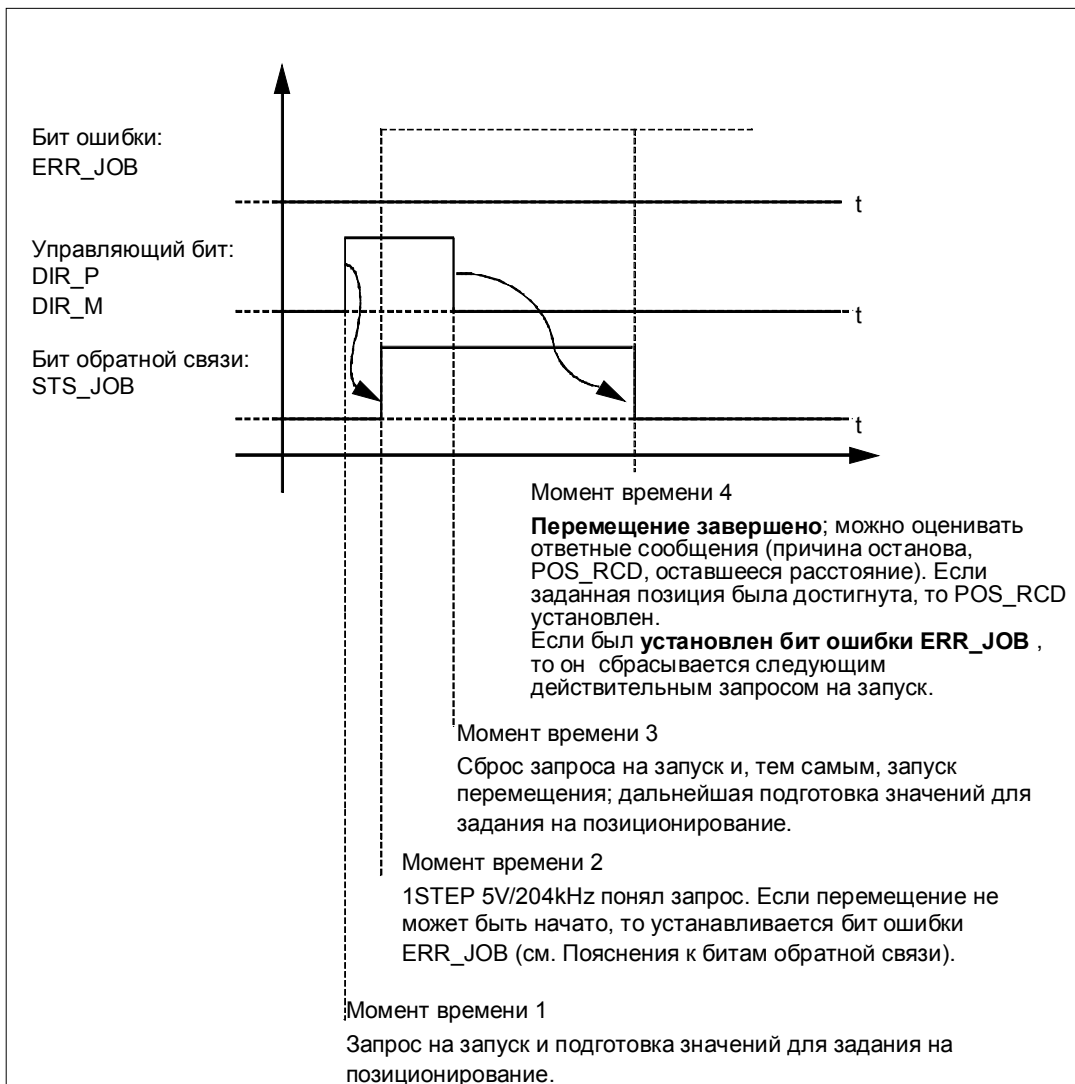 Бит ошибки:
ERR_JOB
t
Управляющий бит:
DIR_P
DIR_M
t
Бит обратной связи:
STS_JOB
t
Момент времени 4
Перемещение завершено; можно оценивать
ответные сообщения (причина останова,
POS_RCD, оставшееся расстояние). Если
заданная позиция была достигнута, то POS_RCD
установлен.
Если был установлен бит ошибки ERR_JOB ,
то он сбрасывается следующим
действительным запросом на запуск.
Момент времени 3
Сброс запроса на запуск и, тем самым, запуск
перемещения; дальнейшая подготовка значений для
задания на позиционирование.
Момент времени 2
1STEP 5V/204kHz понял запрос. Если перемещение не
может быть начато, то устанавливается бит ошибки
ERR_JOB (см. Пояснения к битам обратной связи).
Момент времени 1
Запрос на запуск и подготовка значений для задания на
позиционирование.